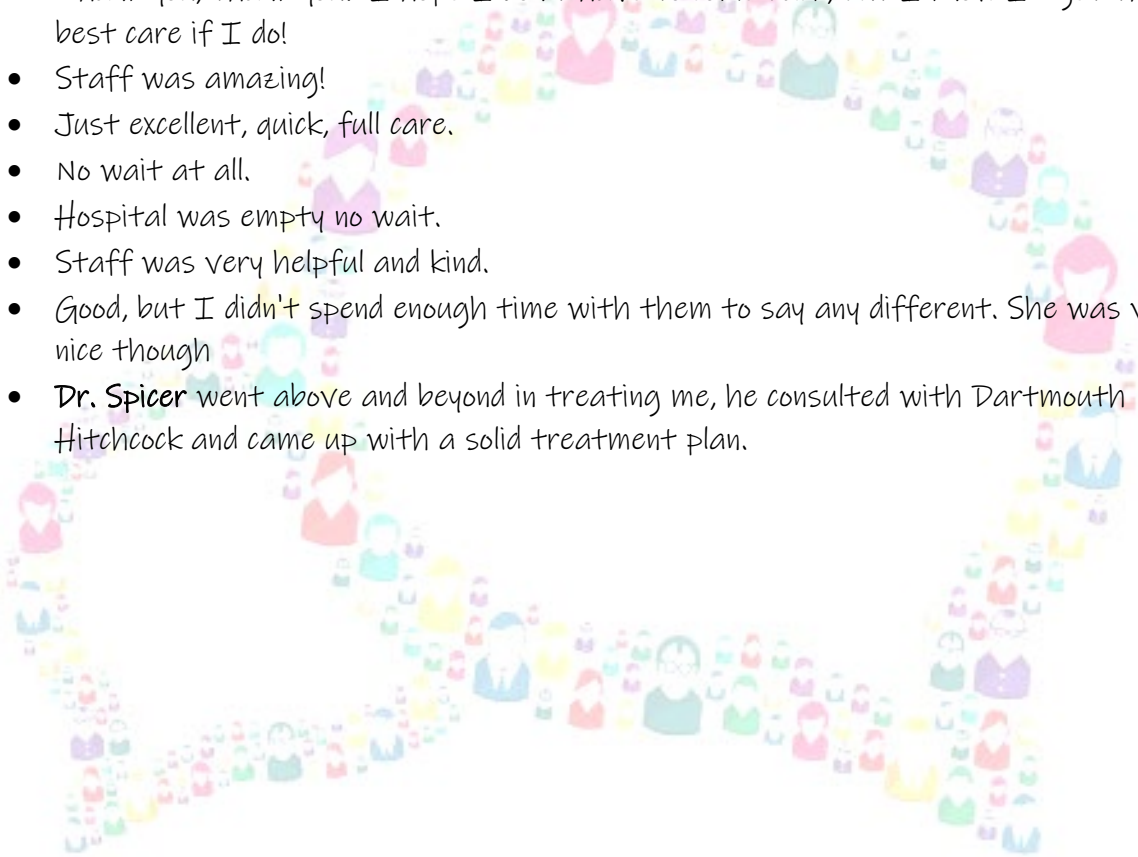 best care if I do!
• Staff was amazing!
• Just excellent, quick, full care.
• No wait at all.
• Hospital was empty no wait.
• Staff was very helpful and kind.
• Good, but I didn't spend enough time with them to say any different. She was
nice though
• Dr. Spicer went above and beyond in treating me, he consulted with Dartmouth
Hitchcock and came up with a solid treatment plan.